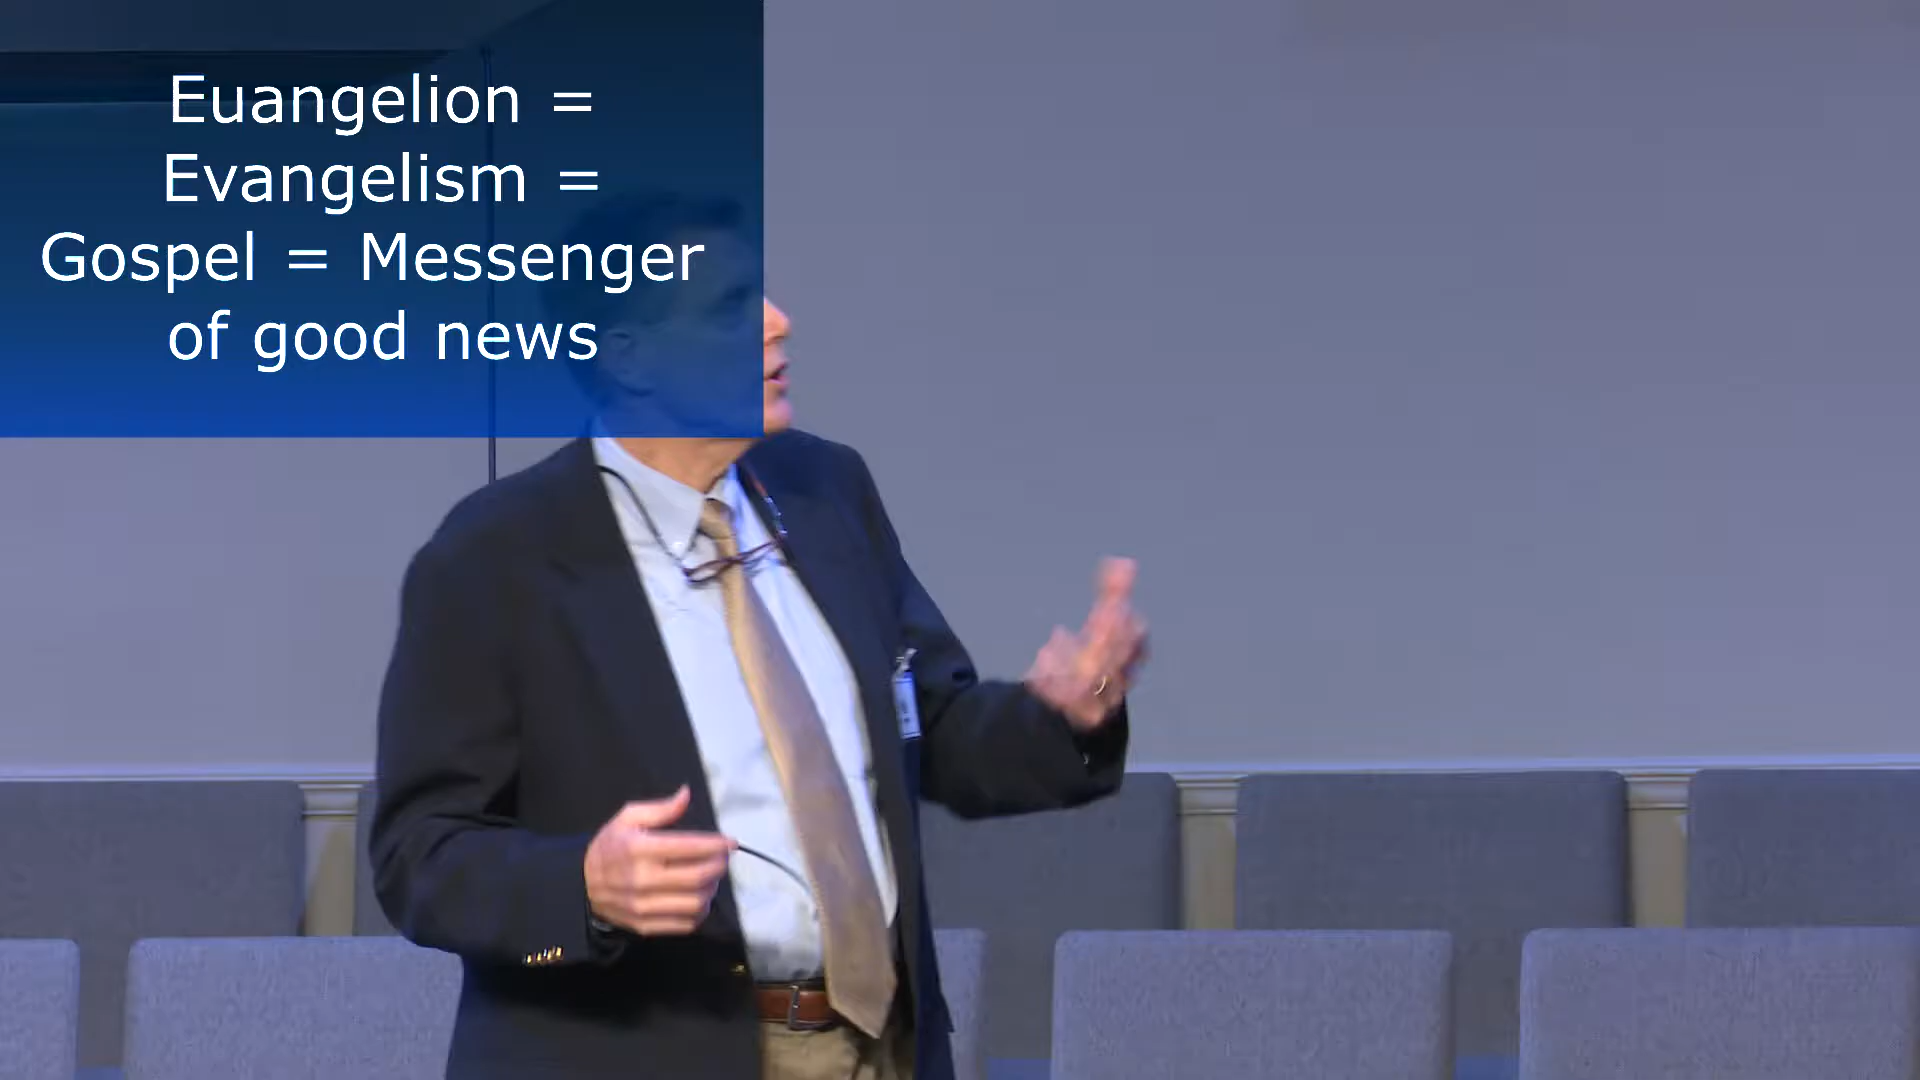 Euangelion =
Evangelism =
Gospel = Messenger
of good news